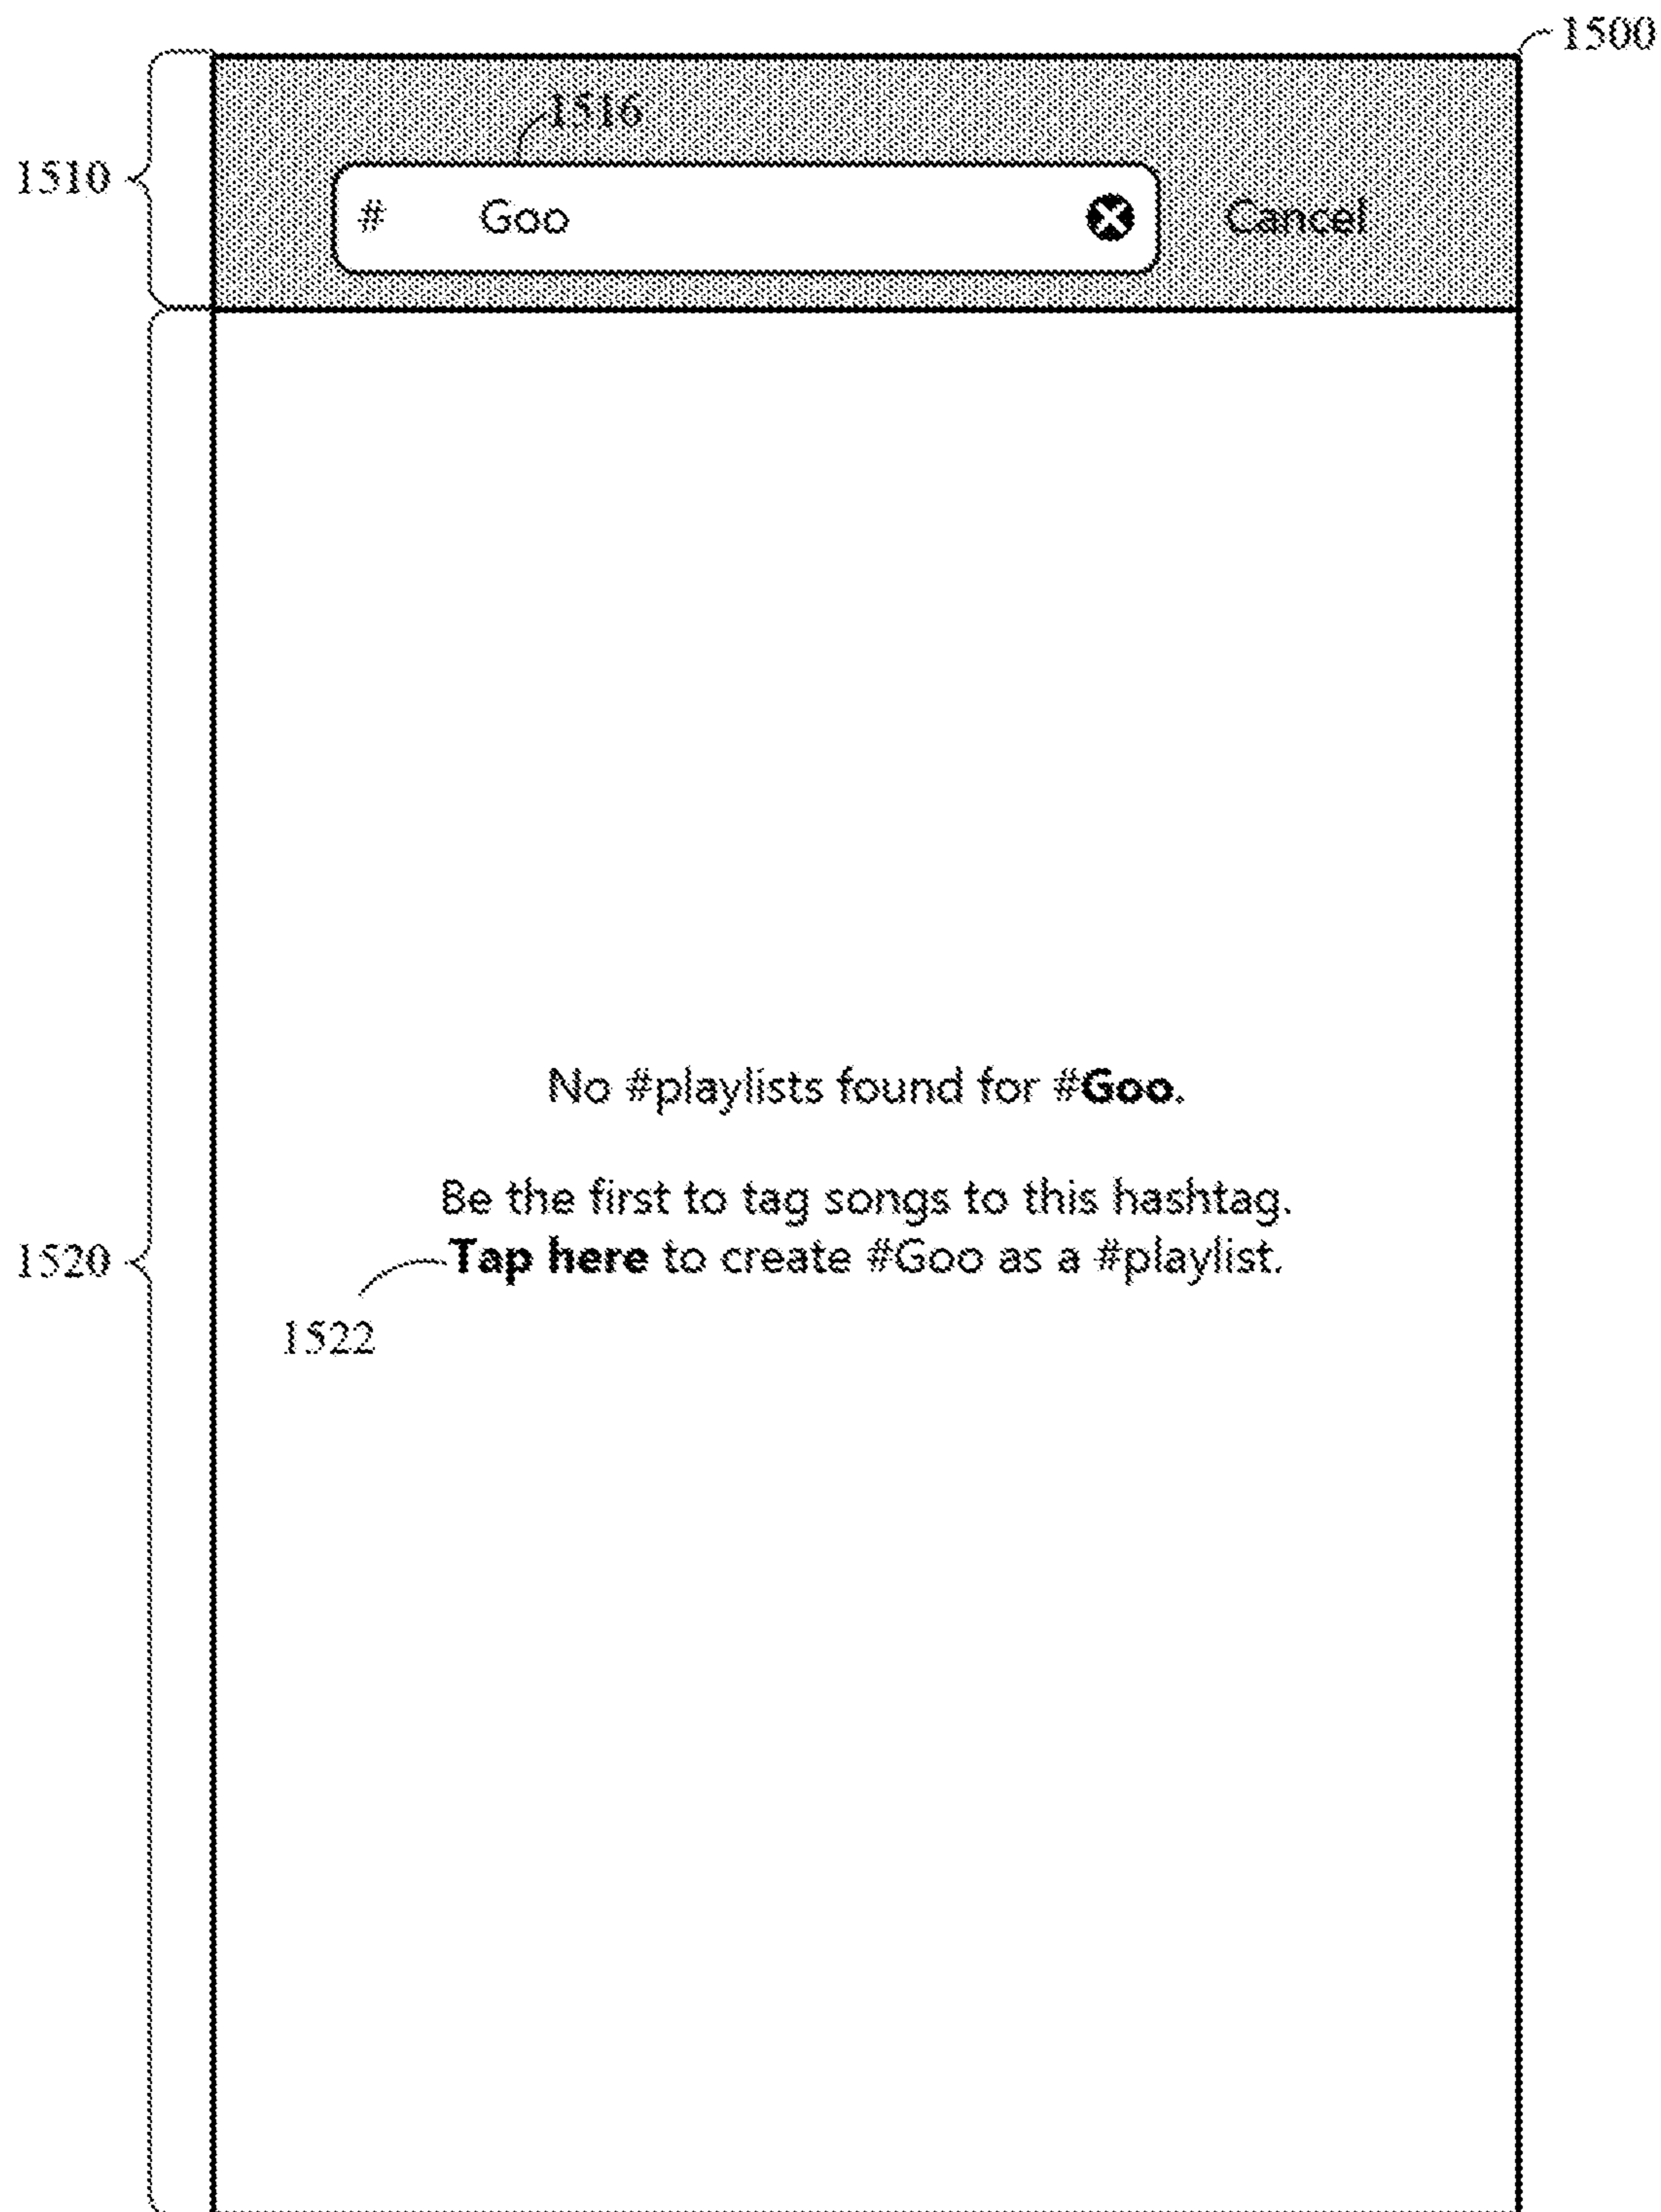 1500
1516
1510
# Goo Cancel
No #playlists found for #Goo.
Be the first to tag songs to this hashtag.
Tap here to create #Goo as a #playlist.
1520
1522